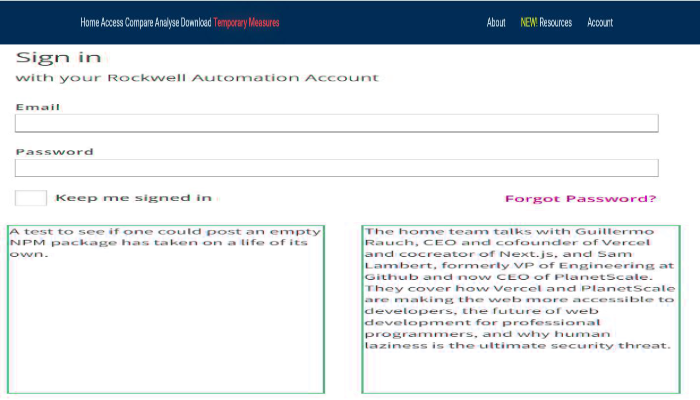 Home Access Compare Analyse Download Temporary Measures
About NEW! Resources Account
Sign in
with your Rockwell Automation Account
Email
Password
Keep me signed in
Forgot Password?
A test to see if one could post an empty
NPM package has taken on a life of its
own.
The home team talks with Guillermo
Rauch, CEO and cofounder of Vercel
and cocreator of Next.js, and Sam
Lambert, formerly VP of Engineering at
Github and now CEO of PlanetScale.
They cover how Vercel and PlanetScale
are making the web more accessible to
developers, the future of web
development for professional
programmers, and why human
laziness is the ultimate security threat.